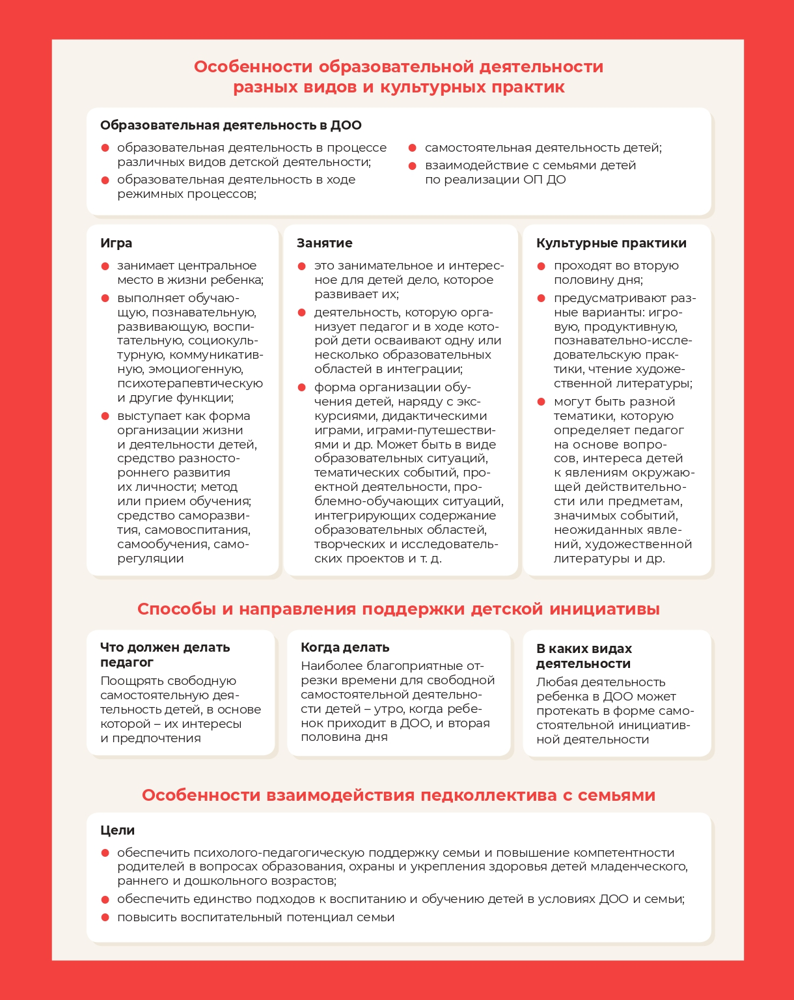 Особенности образовательной деятельности
разных видов и культурных практик
Образовательная деятельность в ДОО
образовательная деятельность в процессе
различных видов детской деятельности;
образовательная деятельность в ходе
режимных процессов;
самостоятельная деятельность детей;
взаимодействие с семьями детей
по реализации ОП ДО
Игра
занимает центральное
место в жизни ребенка;
выполняет обучаю-
щую, познавательную,
развивающую, воспи-
тательную, социокуль-
турную, коммуникатив-
ную, эмоциогенную,
психотерапевтическую
и другие функции;
выступает как форма
организации жизни
и деятельности детей,
средство разносто-
роннего развития
их личности; метод
или прием обучения;
средство саморазви-
тия, самовоспитания,
самообучения, само-
регуляции
Занятие
это занимательное и интерес-
ное для детей дело, которое
развивает их;
деятельность, которую орга-
низует педагог и в ходе кото-
рой дети осваивают одну или
несколько образовательных
областей в интеграции;
форма организации обу-
чения детей, наряду с экс-
курсиями, дидактическими
играми, играми-путешестви-
ями и др. Может быть в виде
образовательных ситуаций,
тематических событий, про-
ектной деятельности, про-
блемно-обучающих ситуаций,
интегрирующих содержание
образовательных областей,
творческих и исследователь-
ских проектов и т. д.
Культурные практики
проходят во вторую
половину дня;
предусматривают раз-
ные варианты: игро-
вую, продуктивную,
познавательно-иссле-
довательскую прак-
тики, чтение художе-
ственной литературы;
могут быть разной
тематики, которую
определяет педагог
на основе вопро-
сов, интереса детей
к явлениям окружаю-
щей действительно-
сти или предметам,
значимых событий,
неожиданных явле-
ний, художественной
литературы и др.
Способы и направления поддержки детской инициативы
Что должен делать
педагог
Поощрять свободную
самостоятельную дея-
тельность детей, в основе
которой – их интересы
и предпочтения
Когда делать
Наиболее благоприятные от-
резки времени для свободной
самостоятельной деятельно-
сти детей – утро, когда ребе-
нок приходит в ДОО, и вторая
половина дня
В каких видах
деятельности
Любая деятельность
ребенка в ДОО может
протекать в форме само-
стоятельной инициатив-
ной деятельности
Особенности взаимодействия педколлектива с семьями
Цели
обеспечить психолого-педагогическую поддержку семьи и повышение компетентности
родителей в вопросах образования, охраны и укрепления здоровья детей младенческого,
раннего и дошкольного возрастов;
обеспечить единство подходов к воспитанию и обучению детей в условиях ДОО и семьи;
повысить воспитательный потенциал семьи